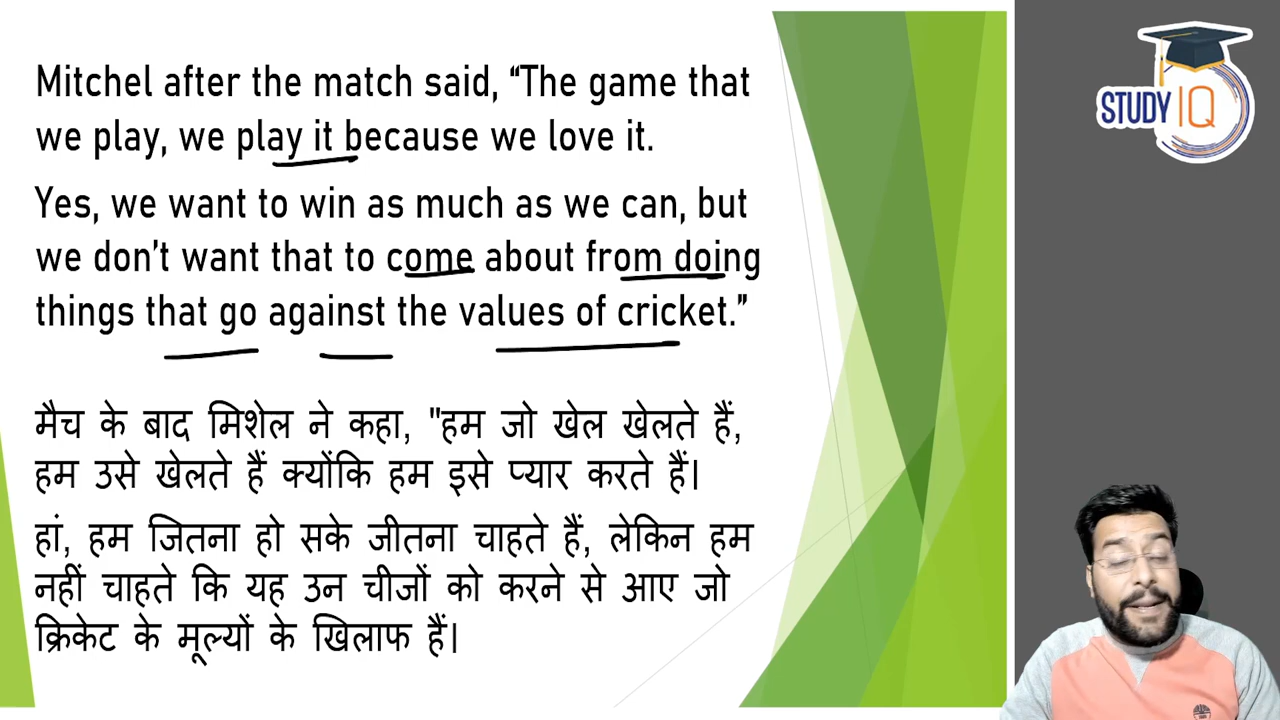 Mitchel after the match said, “The game that
we play, we play it because we love it.
Yes, we want to win as much as we can, but
we don’t want that to come about from doing
things that go against the values of cricket.”
मैच के बाद मिशेल ने कहा, "हम जो खेल खेलते हैं,
हम उसे खेलते हैं क्योंकि हम इसे प्यार करते हैं।
हां, हम जितना हो सके जीतना चाहते हैं, लेकिन हम
नहीं चाहते कि यह उन चीजों को करने से आए जो
क्रिकेट के मूल्यों के खिलाफ हैं।
STUDY IQ